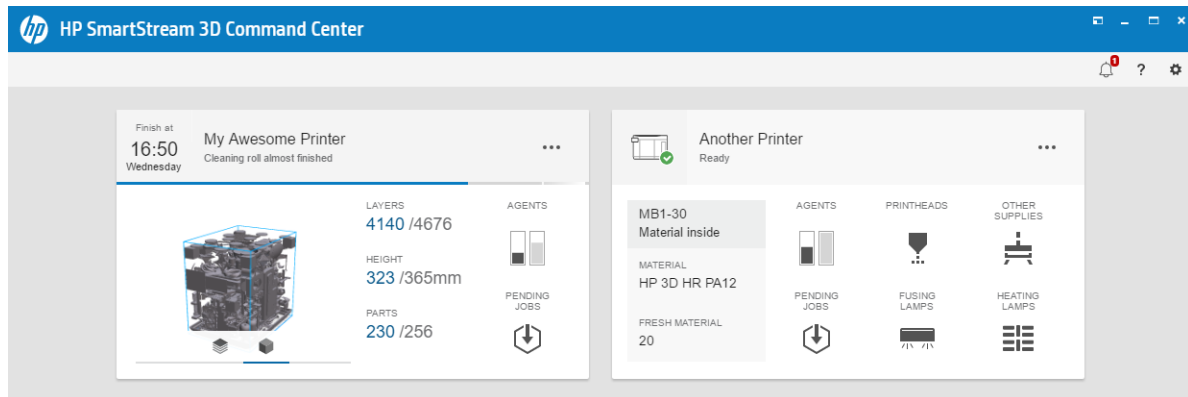 hp HP SmartStream 3D Command Center
1
?
Finish at
16:50
Wednesday
My Awesome Printer
Cleaning roll almost finished
LAYERS
4140 /4676
HEIGHT
323 /365mm
PARTS
230 /256
AGENTS
PENDING
JOBS
Another Printer
Ready
MB1-30
Material inside
MATERIAL
HP 3D HR PA12
FRESH MATERIAL
20
AGENTS
PRINTHEADS
OTHER
SUPPLIES
PENDING
JOBS
FUSING
LAMPS
HEATING
LAMPS